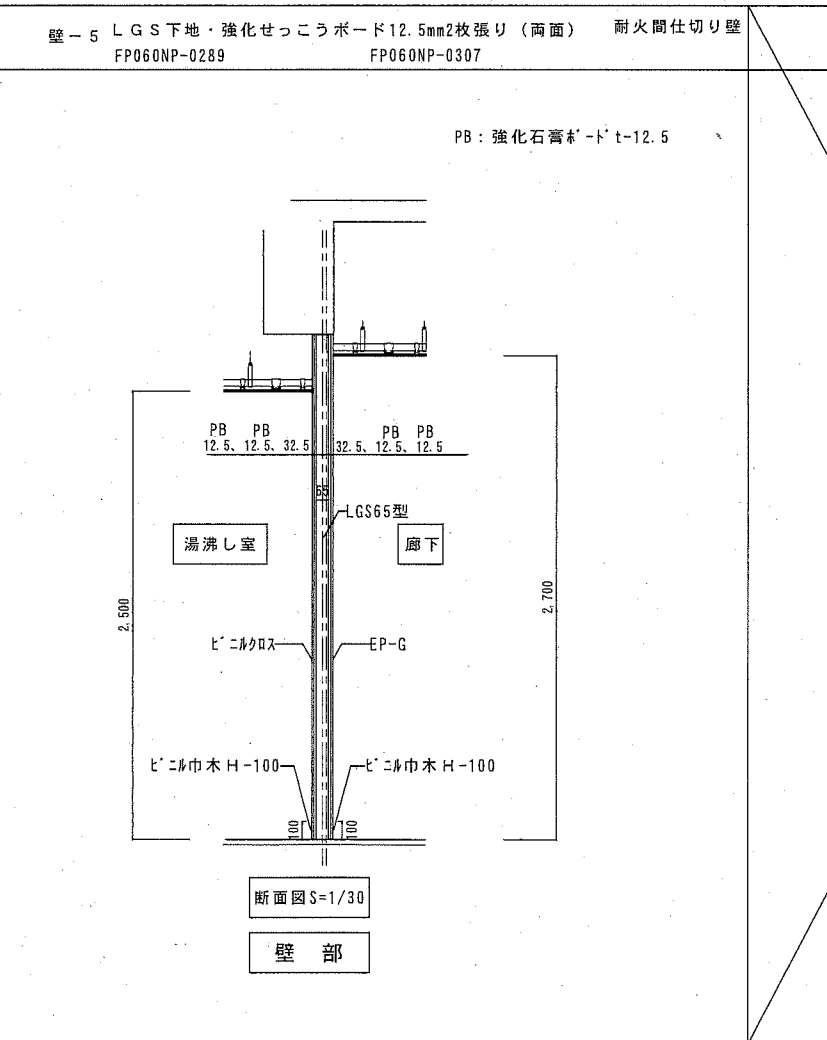 壁－5 ＬＧＳ下地・強化せっこうボード12.5mm2枚張り（両面） 耐火間仕切り壁
FP060NP-0289 FP060NP-0307
PB：強化石膏ﾎﾞｰﾄﾞt-12.5
PB PB PB PB
12.5、12.5、32.5 32.5、12.5、12.5
65
LGS65型
湯沸し室 廊下
2,500 2,700
ﾋﾞﾆﾙｸﾛｽ EP-G
ﾋﾞﾆﾙ巾木Ｈ-100 ﾋﾞﾆﾙ巾木Ｈ-100
100 100
断面図S=1/30
壁 部